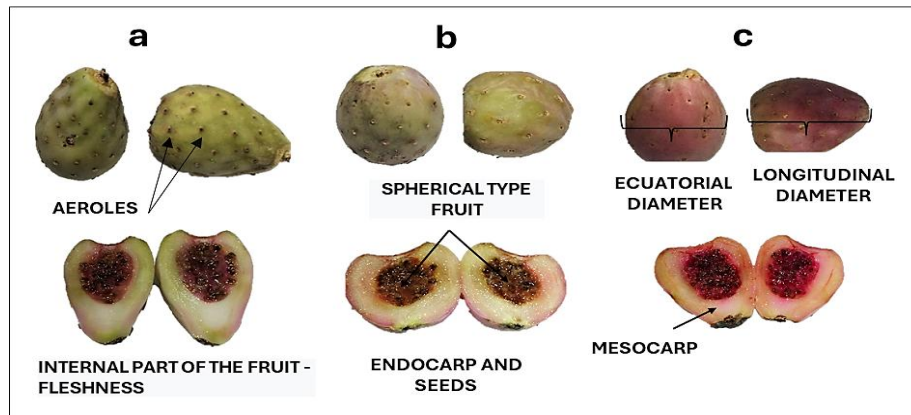 a
b
c
AEROLES
SPHERICAL TYPE
FRUIT
ECUATORIAL
DIAMETER
LONGITUDINAL
DIAMETER
INTERNAL PART OF THE FRUIT -
FLESHNESS
ENDOCARP AND
SEEDS
MESOCARP